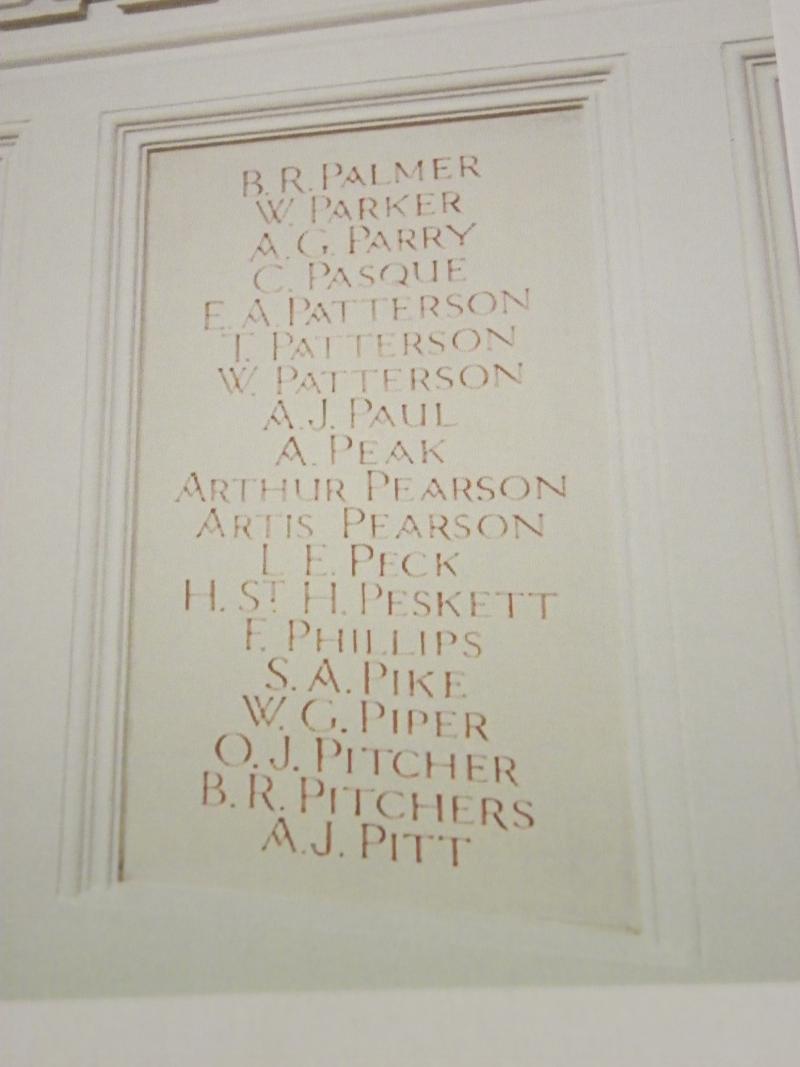 B. R. PALMER
W. PARKER
A. G. PARRY
C. PASQUE
E. A. PATTERSON
T. PATTERSON
W. PATTERSON
A. J. PAUL
A. PEAK
ARTHUR PEARSON
ARTIS PEARSON
L. E. PECK
H. ST. H. PESKETT
F. PHILLIPS
S. A. PIKE
W. G. PIPER
O. J. PITCHER
B. R. PITCHERS
A. J. PITT